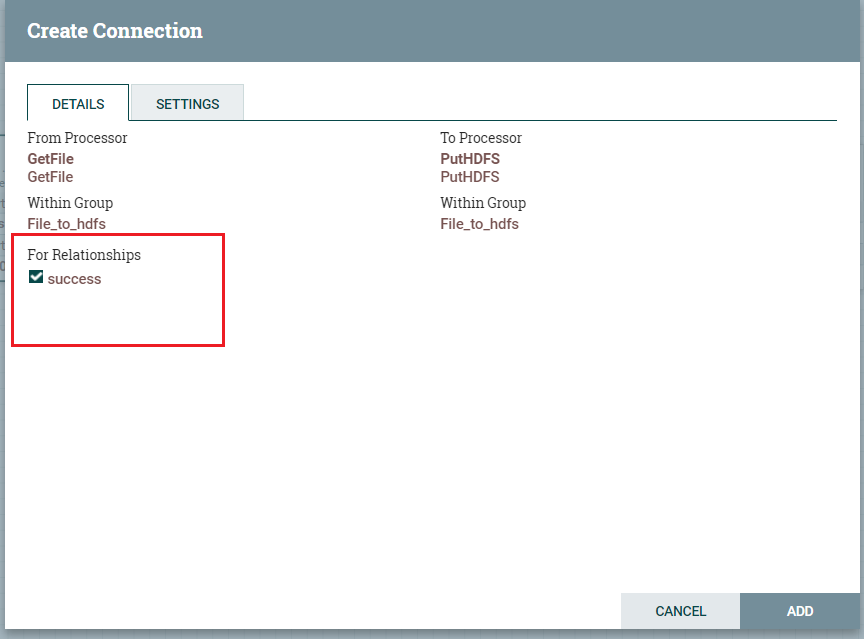 Create Connection
DETAILS
SETTINGS
From Processor
GetFile
GetFile
Within Group
File_to_hdfs
To Processor
PutHDFS
PutHDFS
Within Group
File_to_hdfs
For Relationships
success
CANCEL
ADD